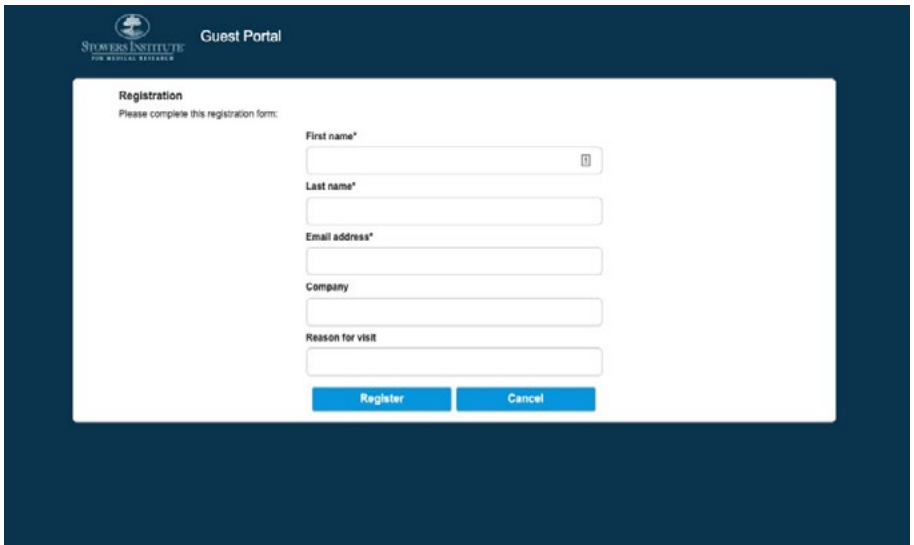 STOWERS INSTITUTE
FOR MEDICAL RESEARCH
Guest Portal
Registration
Please complete this registration form:
First name*
Last name*
Email address*
Company
Reason for visit
Register
Cancel